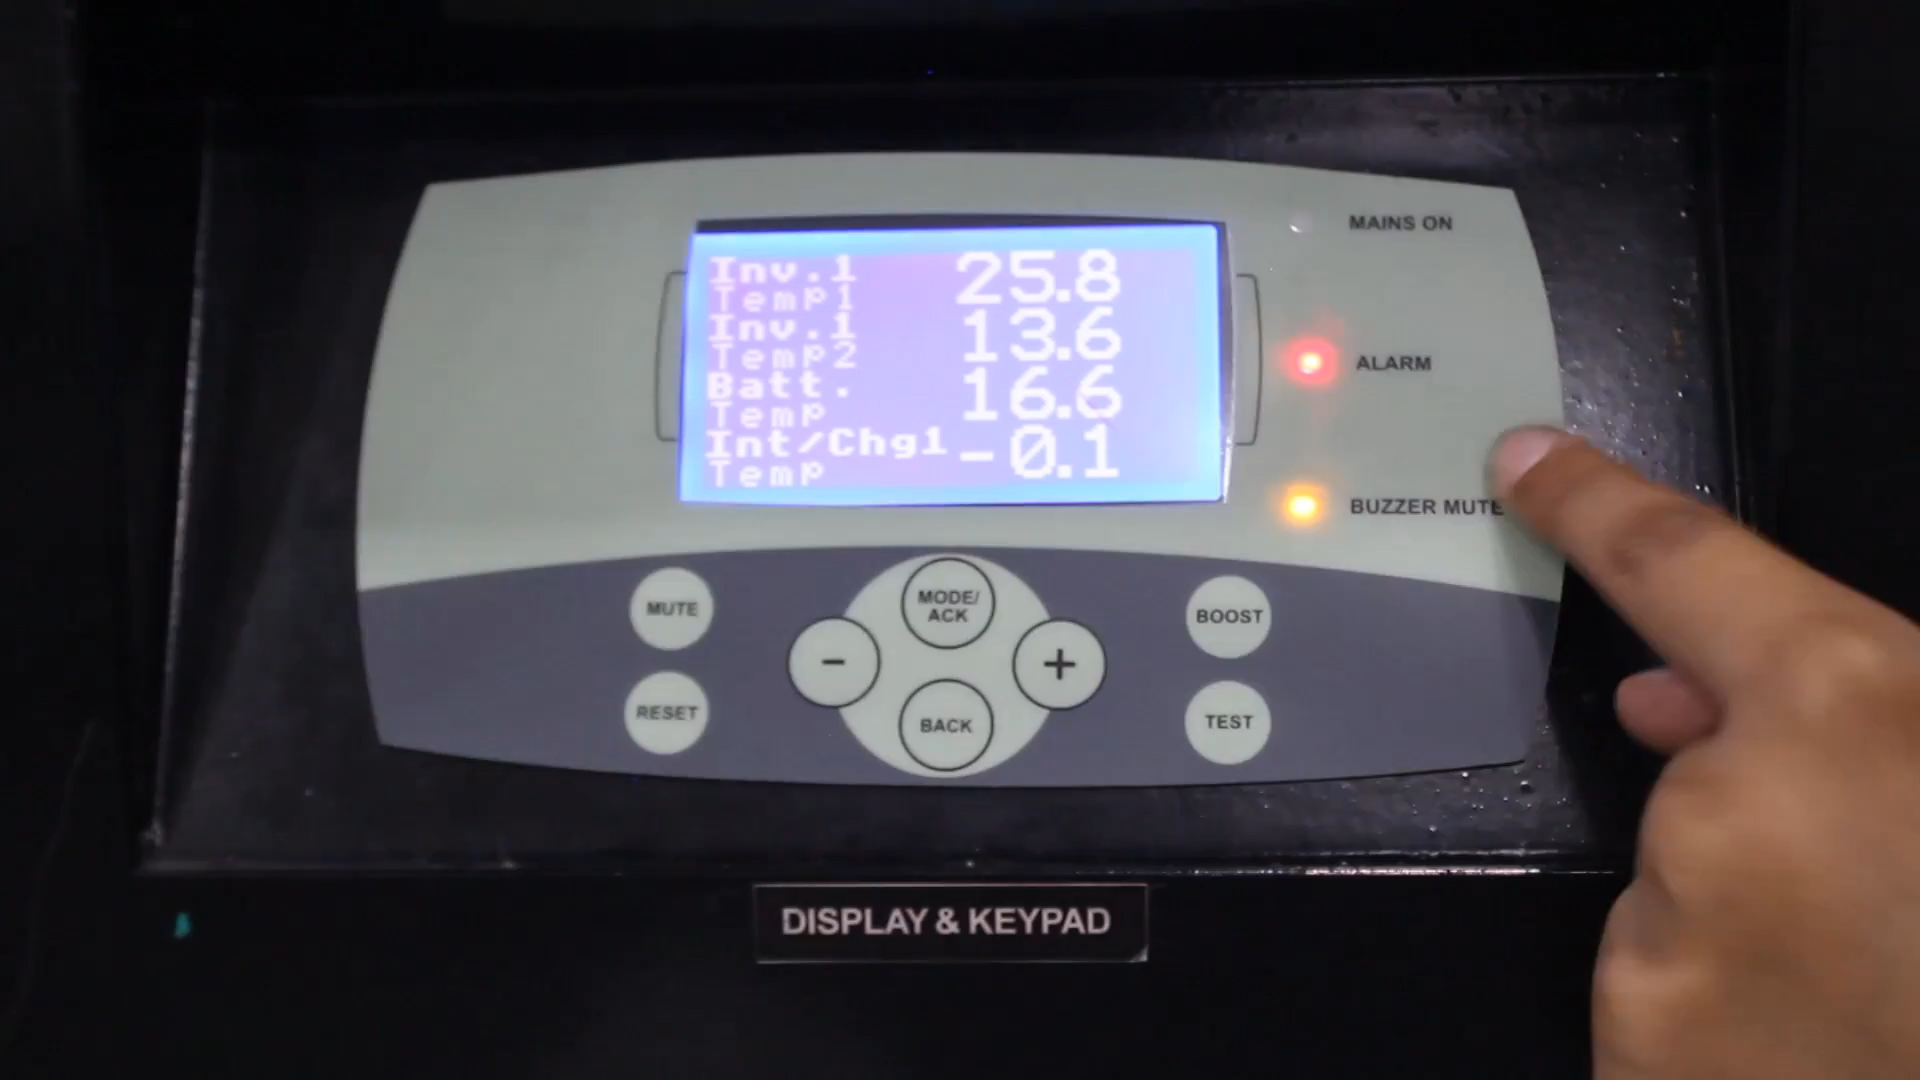 Inv.1 25.8
Temp1
Inv.1 13.6
Temp2
Batt. 16.6
Temp
Int/Chg1 -0.1
Temp
MAINS ON
ALARM
BUZZER MUTE
MUTE
MODE/
ACK
BOOST
-
+
RESET
BACK
TEST
DISPLAY & KEYPAD